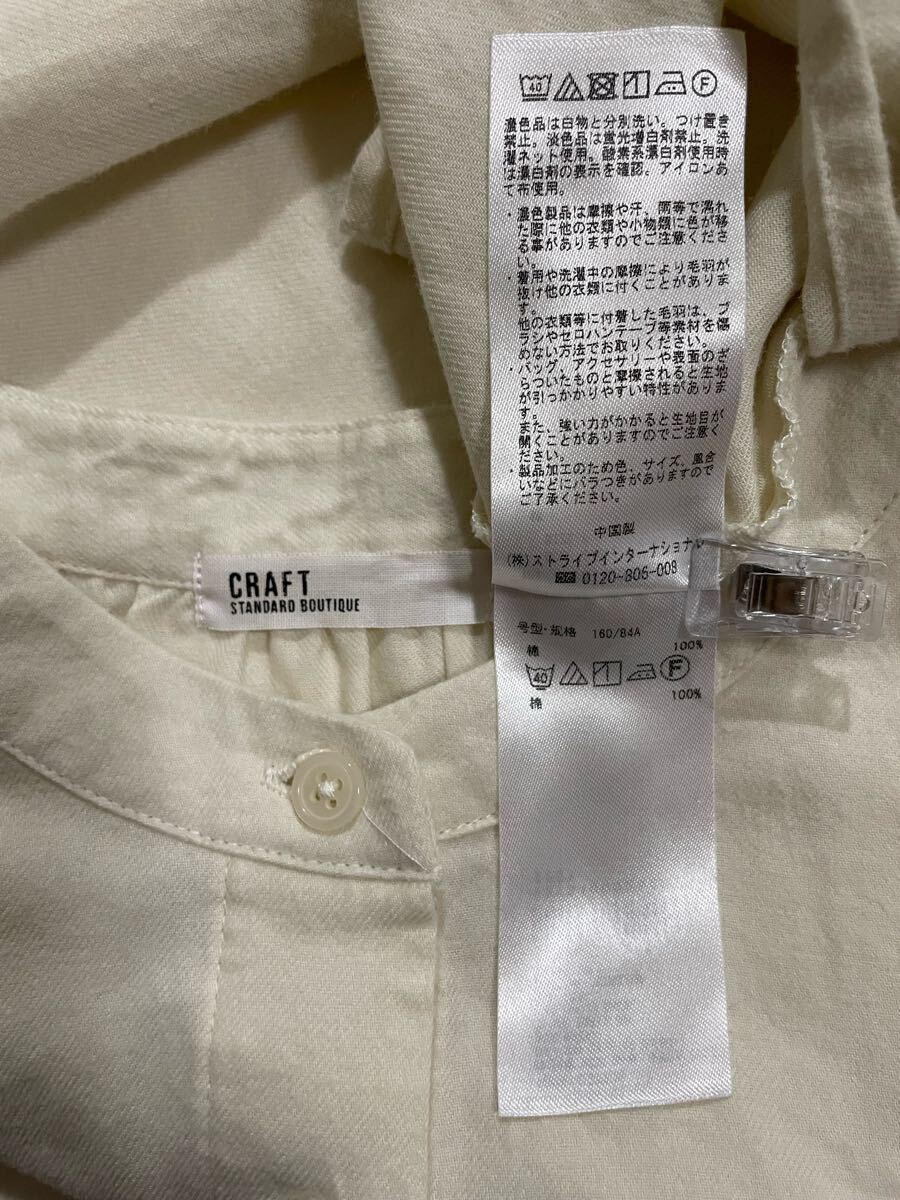 40 F
濃色品は白物と分別洗い。つけ置き
禁止。淡色品は蛍光増白剤禁止。洗
濯ネット使用。酸素系漂白剤使用時
は漂白剤の表示を確認。アイロンあ
て布使用。
・濃色製品は摩擦や汗、雨等で濡れ
た際に他の衣類や小物類に色が移
る事がありますのでご注意くださ
い。
・着用や洗濯中の摩擦により毛羽が
抜け他の衣類に付くことがありま
す。
他の衣類等に付着した毛羽は、ブ
ラシやセロハンテープ等素材を傷
めない方法でお取りください。
・バッグ、アクセサリーや表面のざ
らついたものと摩擦されると生地
が引っかかりやすい特性がありま
す。
また、強い力がかかると生地目が
開くことがありますのでご注意く
ださい。
・製品加工のため色、サイズ、風合
いなどにバラつきがありますので
ご了承ください。
中国製
(株)ストライプインターナショナル
0120-806-008
CRAFT
STANDARD BOUTIQUE
号型·规格 160/84A
綿 100%
40 F
棉 100%